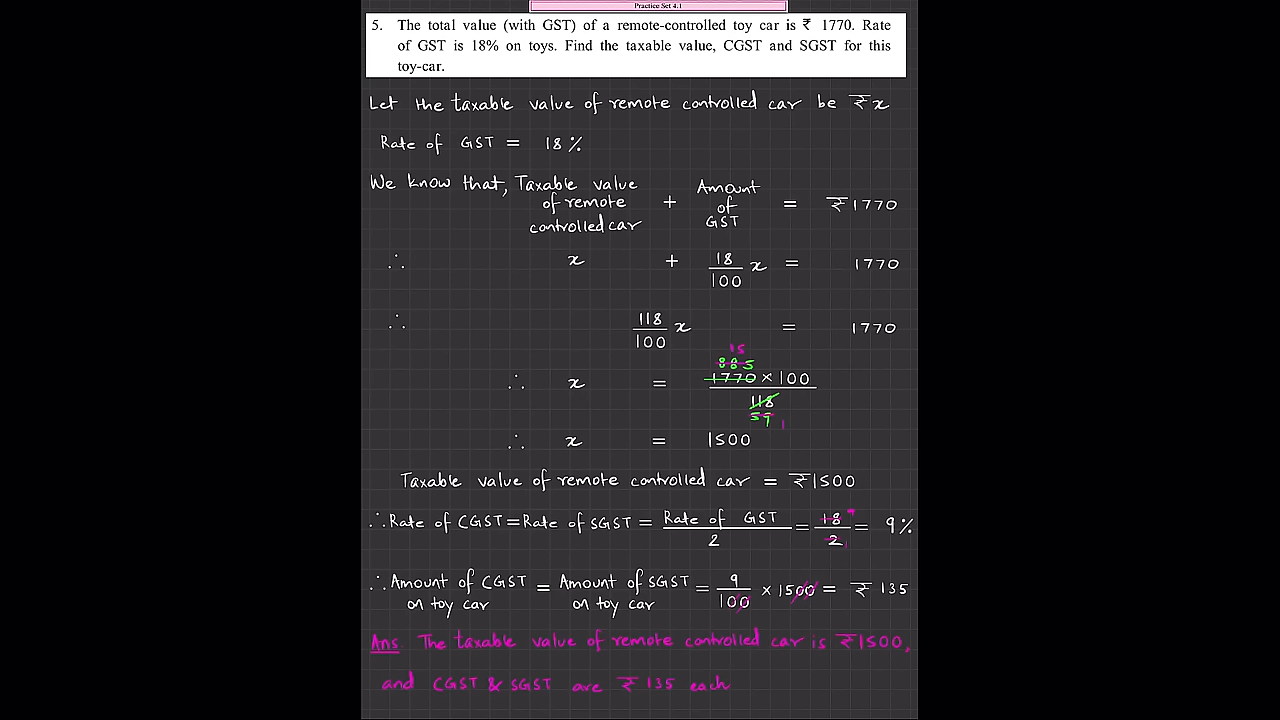 Practice Set 4.1
5. The total value (with GST) of a remote-controlled toy car is ₹ 1770. Rate
of GST is 18% on toys. Find the taxable value, CGST and SGST for this
toy-car.
Let the taxable value of remote controlled car be ₹x
Rate of GST = 18%
We know that, Taxable value of remote controlled car + Amount of GST = ₹1770
∴ x + 18/100 x = 1770
∴ 118/100 x = 1770
15
885
∴ x = 1770 × 100 / 118
59 1
∴ x = 1500
Taxable value of remote controlled car = ₹1500
∴ Rate of CGST = Rate of SGST = Rate of GST / 2 = 18 9 / 2 1 = 9%
∴ Amount of CGST on toy car = Amount of SGST on toy car = 9/100 × 1500 = ₹ 135
Ans The taxable value of remote controlled car is ₹1500,
and CGST & SGST are ₹ 135 each